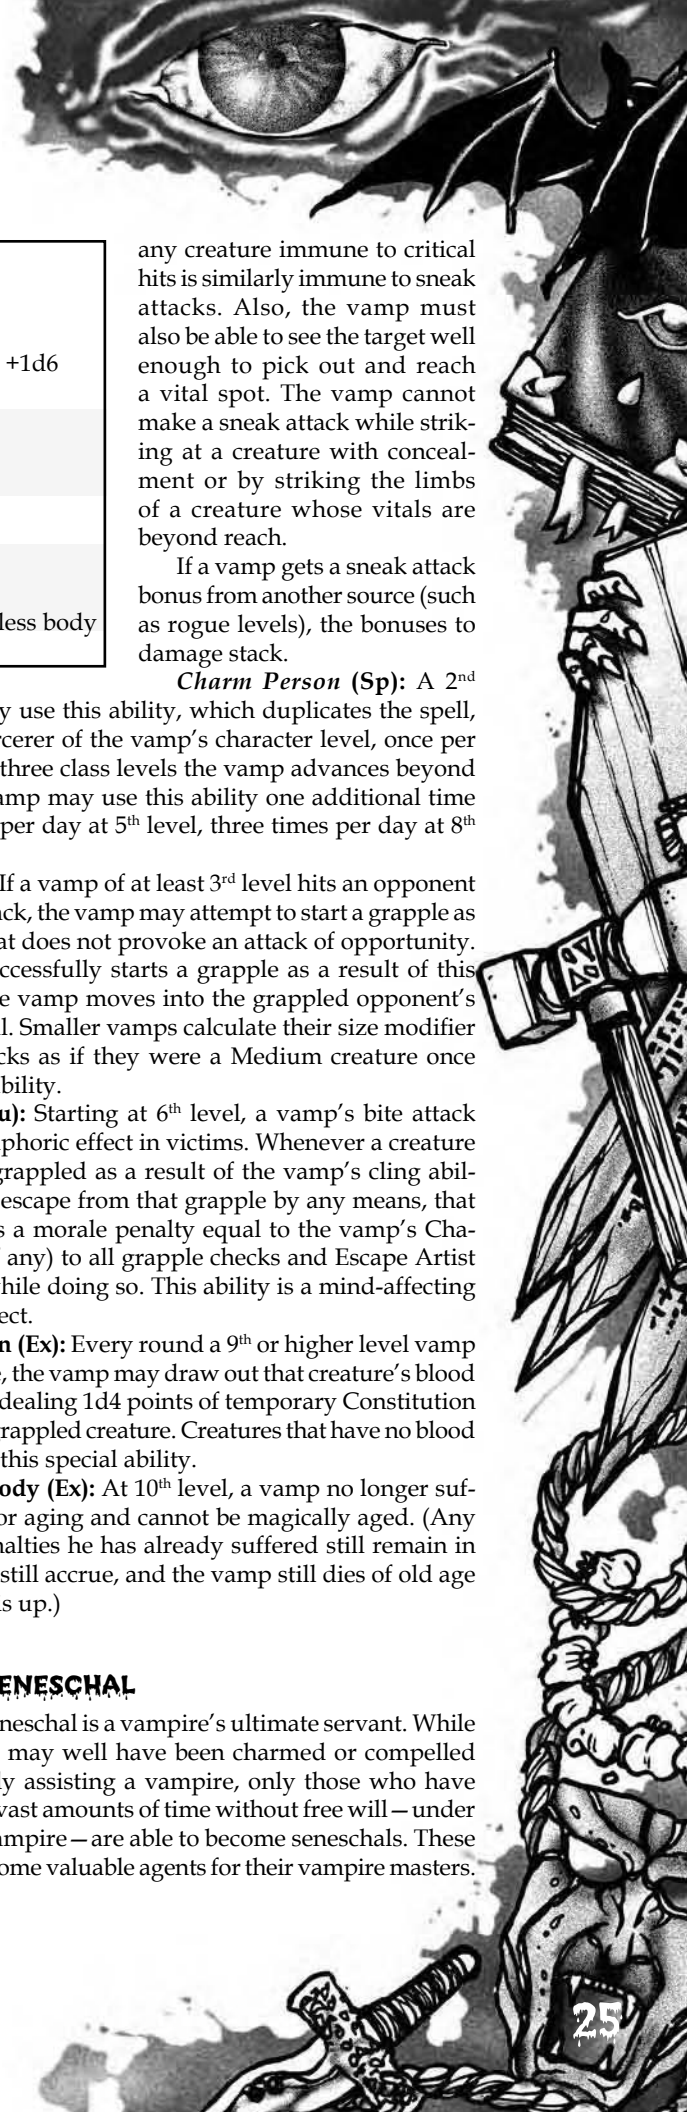 any creature immune to critical
hits is similarly immune to sneak
attacks. Also, the vamp must
also be able to see the target well
+1d6
enough to pick out and reach
a vital spot. The vamp cannot
make a sneak attack while strik-
ing at a creature with conceal-
ment or by striking the limbs
of a creature whose vitals are
beyond reach.
If a vamp gets a sneak attack
bonus from another source (such
less body
as rogue levels), the bonuses to
damage stack.
Charm Person (Sp): A 2nd
y use this ability, which duplicates the spell,
rcerer of the vamp's character level, once per
three class levels the vamp advances beyond
amp may use this ability one additional time
per day at 5th level, three times per day at 8th
If a vamp of at least 3rd level hits an opponent
ack, the vamp may attempt to start a grapple as
at does not provoke an attack of opportunity.
uccessfully starts a grapple as a result of this
e vamp moves into the grappled opponent's
l. Smaller vamps calculate their size modifier
cks as if they were a Medium creature once
bility.
u): Starting at 6th level, a vamp's bite attack
uphoric effect in victims. Whenever a creature
grappled as a result of the vamp's cling abil-
escape from that grapple by any means, that
s a morale penalty equal to the vamp's Cha-
f any) to all grapple checks and Escape Artist
while doing so. This ability is a mind-affecting
ect.
n (Ex): Every round a 9th or higher level vamp
e, the vamp may draw out that creature's blood
dealing 1d4 points of temporary Constitution
grappled creature. Creatures that have no blood
this special ability.
ody (Ex): At 10th level, a vamp no longer suf-
or aging and cannot be magically aged. (Any
nalties he has already suffered still remain in
still accrue, and the vamp still dies of old age
is up.)
ENESCHAL
neschal is a vampire's ultimate servant. While
may well have been charmed or compelled
ly assisting a vampire, only those who have
vast amounts of time without free will—under
ampire—are able to become seneschals. These
ome valuable agents for their vampire masters.
25